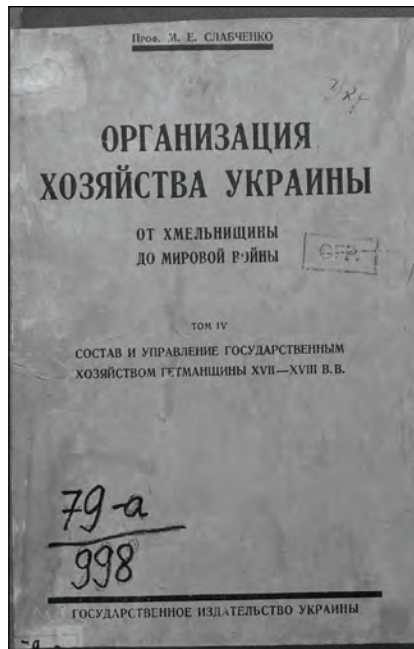 Проф. М. Е. СЛАБЧЕНКО
ОРГАНИЗАЦИЯ
ХОЗЯЙСТВА УКРАИНЫ
ОТ ХМЕЛЬНИЩИНЫ
ДО МИРОВОЙ ВОЙНЫ
ТОМ IV
СОСТАВ И УПРАВЛЕНИЕ ГОСУДАРСТВЕННЫМ
ХОЗЯЙСТВОМ ГЕТМАНЩИНЫ XVII—XVIII В. В.
79-а
998
ГОСУДАРСТВЕННОЕ ИЗДАТЕЛЬСТВО УКРАИНЫ